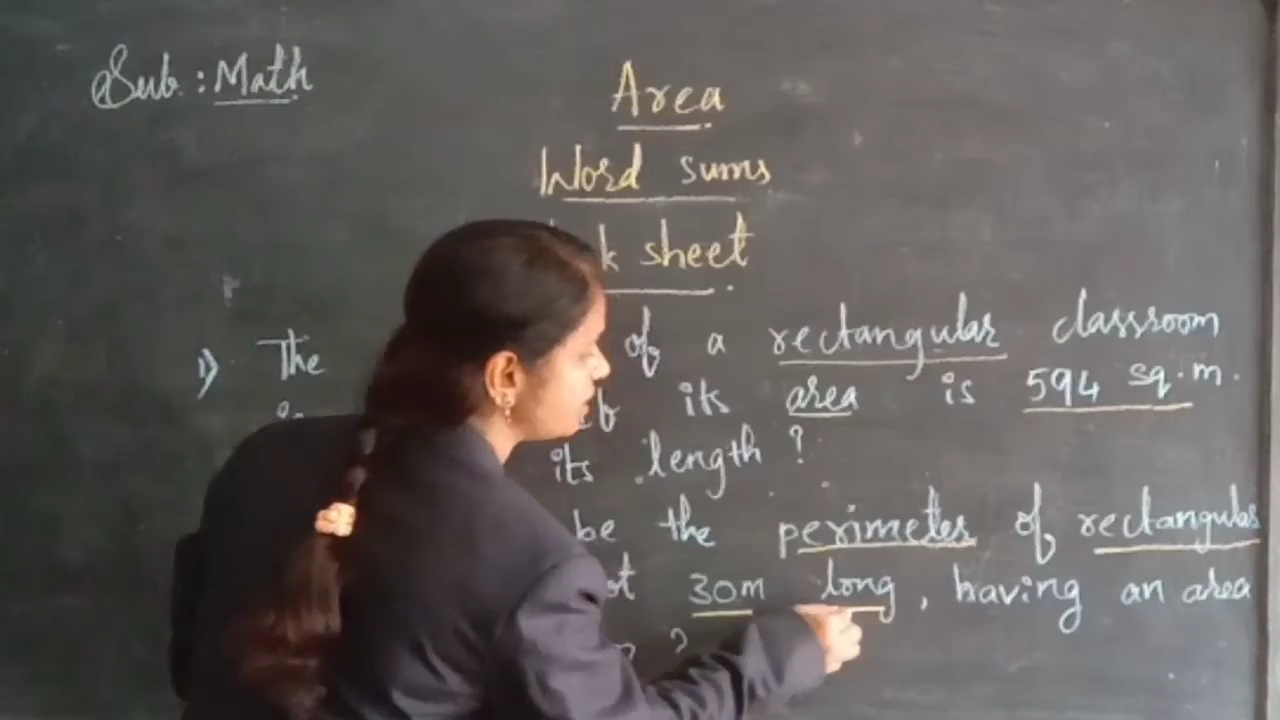 Sub : Math
Area
Word sums
sheet
1) The of a rectangular classroom
its area is 594 sq.m.
its length ?
be the perimeter of rectangular
30m long, having an area
?